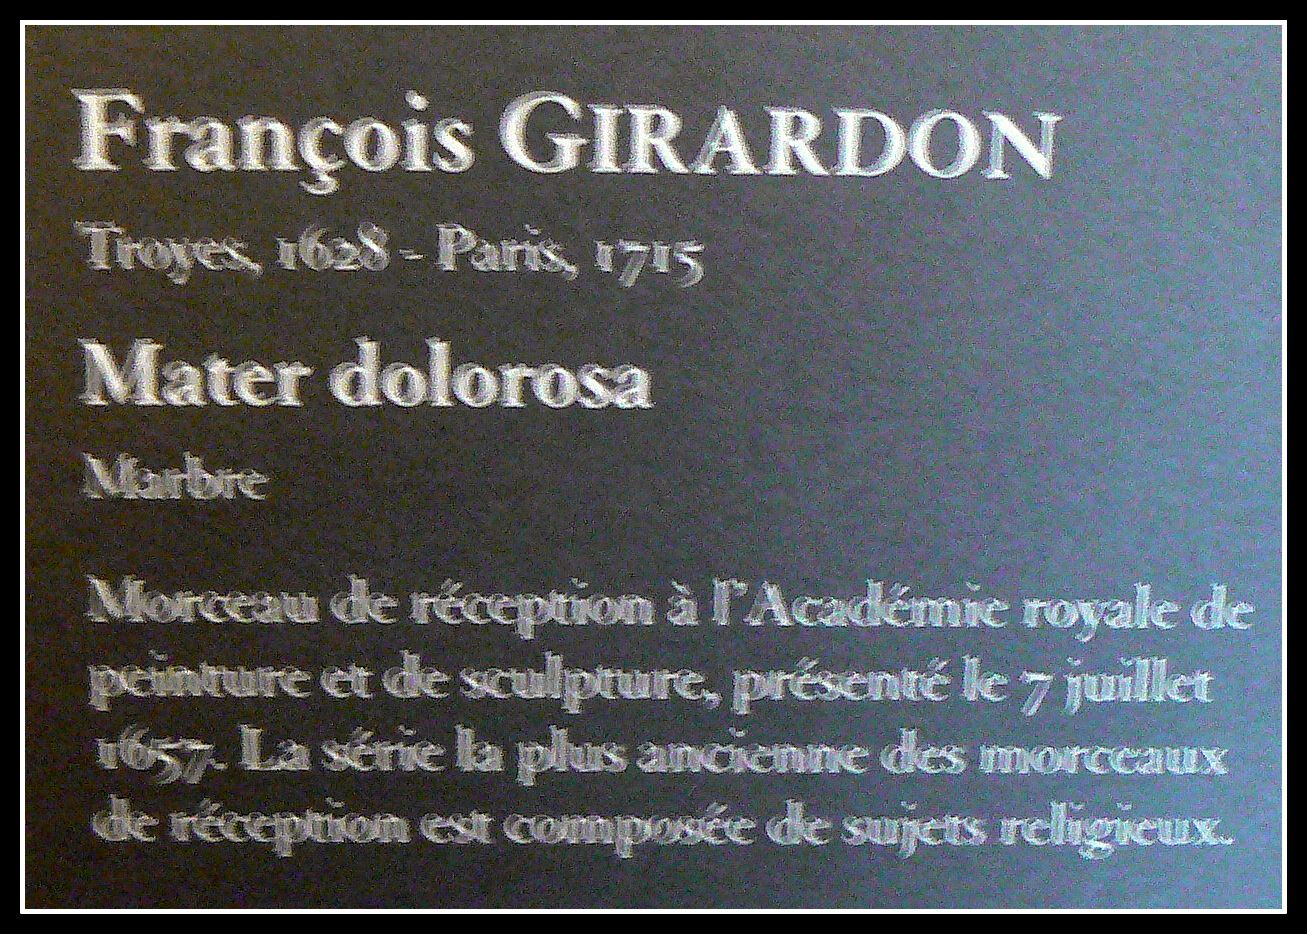 François GIRARDON
Troyes, 1628 - Paris, 1715
Mater dolorosa
Marbre
Morceau de réception à l'Académie royale de
peinture et de sculpture, présenté le 7 juillet
1657. La série la plus ancienne des morceaux
de réception est composée de sujets religieux.